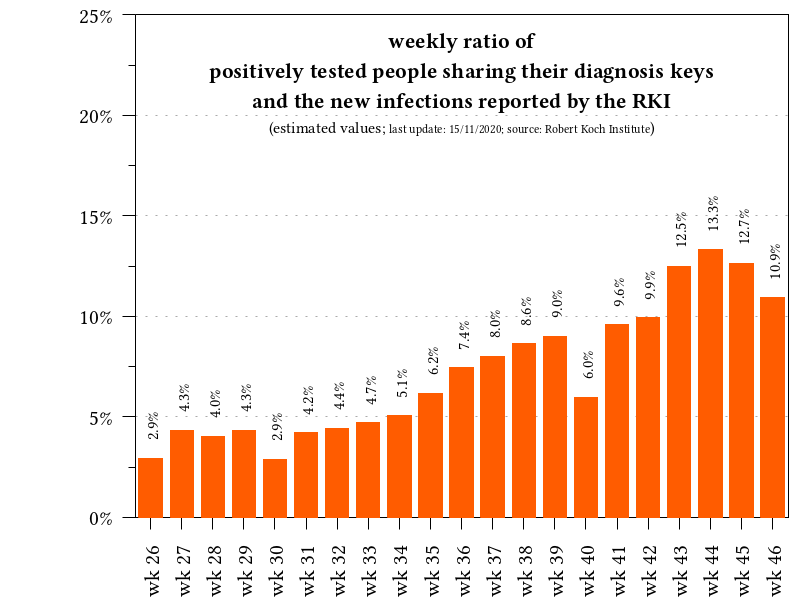 weekly ratio of
positively tested people sharing their diagnosis keys
and the new infections reported by the RKI
(estimated values; last update: 15/11/2020; source: Robert Koch Institute)
25%
20%
15%
10%
5%
0%
2.9%
4.3%
4.0%
4.3%
2.9%
4.2%
4.4%
4.7%
5.1%
6.2%
7.4%
8.0%
8.6%
9.0%
6.0%
9.6%
9.9%
12.5%
13.3%
12.7%
10.9%
wk 26
wk 27
wk 28
wk 29
wk 30
wk 31
wk 32
wk 33
wk 34
wk 35
wk 36
wk 37
wk 38
wk 39
wk 40
wk 41
wk 42
wk 43
wk 44
wk 45
wk 46